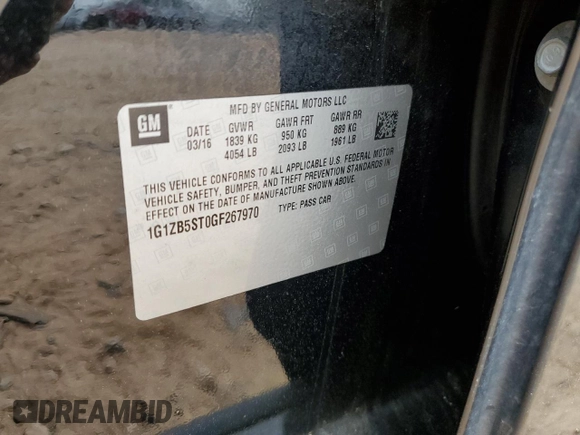 GM
MFD BY GENERAL MOTORS LLC
DATE GVWR GAWR FRT GAWR RR
03/16 1839 KG 950 KG 889 KG
4054 LB 2093 LB 1961 LB
THIS VEHICLE CONFORMS TO ALL APPLICABLE U.S. FEDERAL MOTOR
VEHICLE SAFETY, BUMPER, AND THEFT PREVENTION STANDARDS IN
EFFECT ON THE DATE OF MANUFACTURE SHOWN ABOVE.
1G1ZB5ST0GF267970 TYPE: PASS CAR
DREAMBID